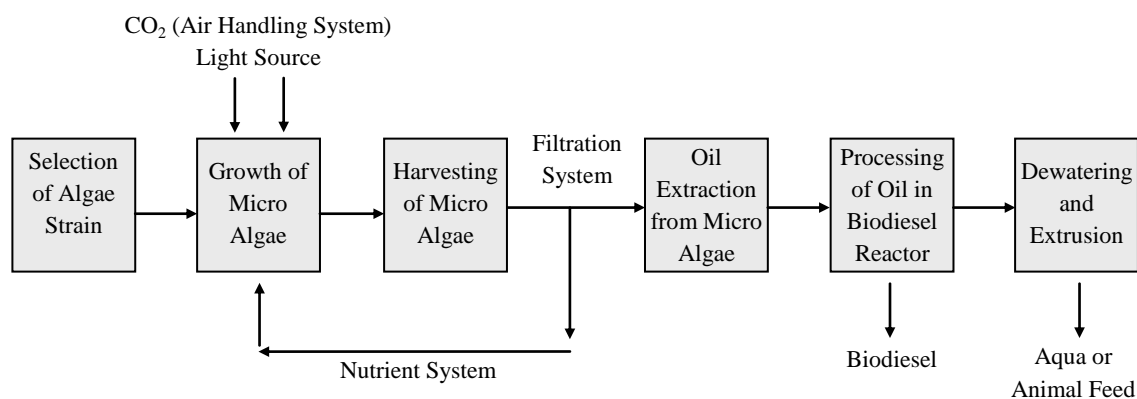 CO₂ (Air Handling System)
Light Source
Selection
of Algae
Strain
Growth of
Micro
Algae
Harvesting
of Micro
Algae
Filtration
System
Oil
Extraction
from Micro
Algae
Processing
of Oil in
Biodiesel
Reactor
Dewatering
and
Extrusion
Nutrient System
Biodiesel
Aqua or
Animal Feed